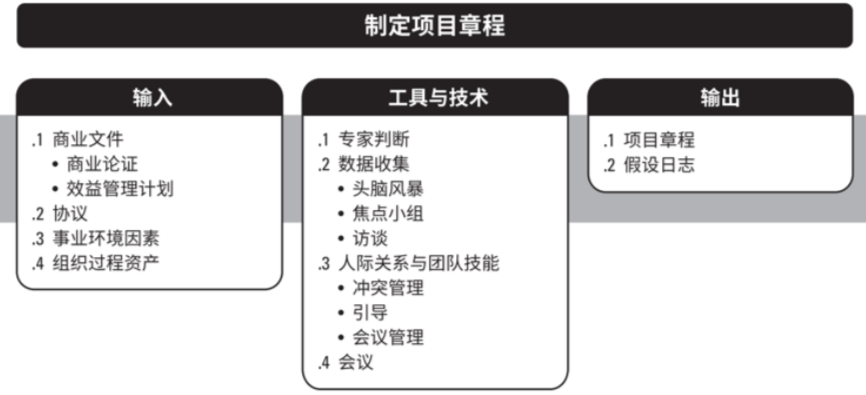 制定项目章程
输入
.1 商业文件
• 商业论证
• 效益管理计划
.2 协议
.3 事业环境因素
.4 组织过程资产
工具与技术
.1 专家判断
.2 数据收集
• 头脑风暴
• 焦点小组
• 访谈
.3 人际关系与团队技能
• 冲突管理
• 引导
• 会议管理
.4 会议
输出
.1 项目章程
.2 假设日志